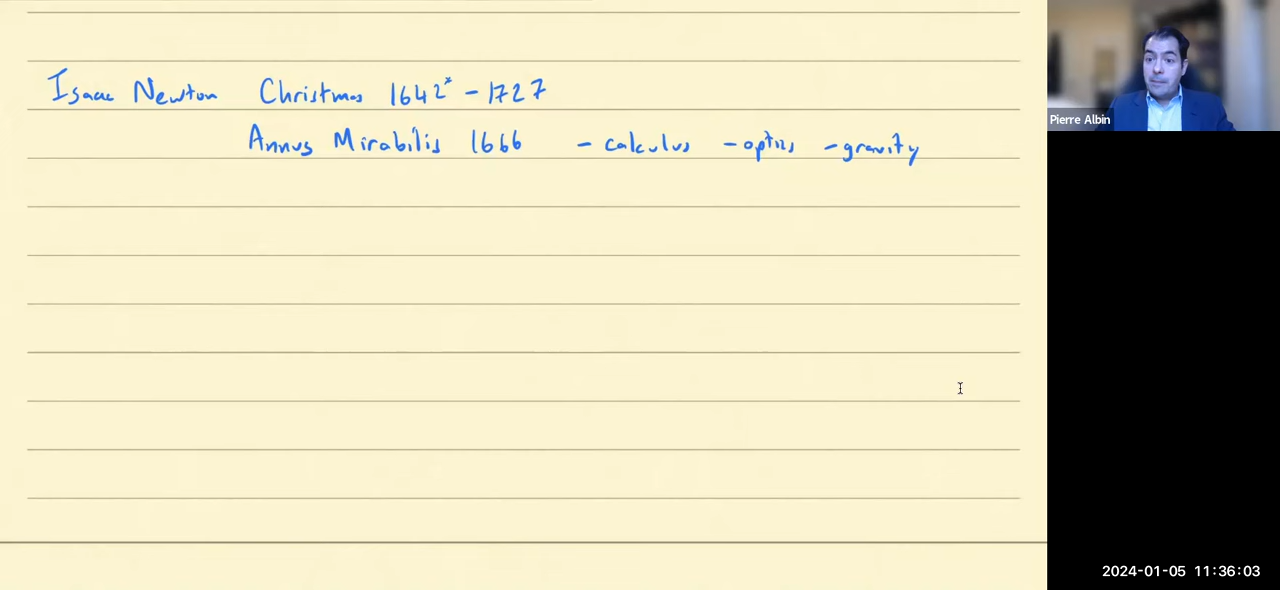 Isaac Newton Christmas 1642* - 1727
Annus Mirabilis 1666 - calculus - optics - gravity
Pierre Albin
2024-01-05 11:36:03